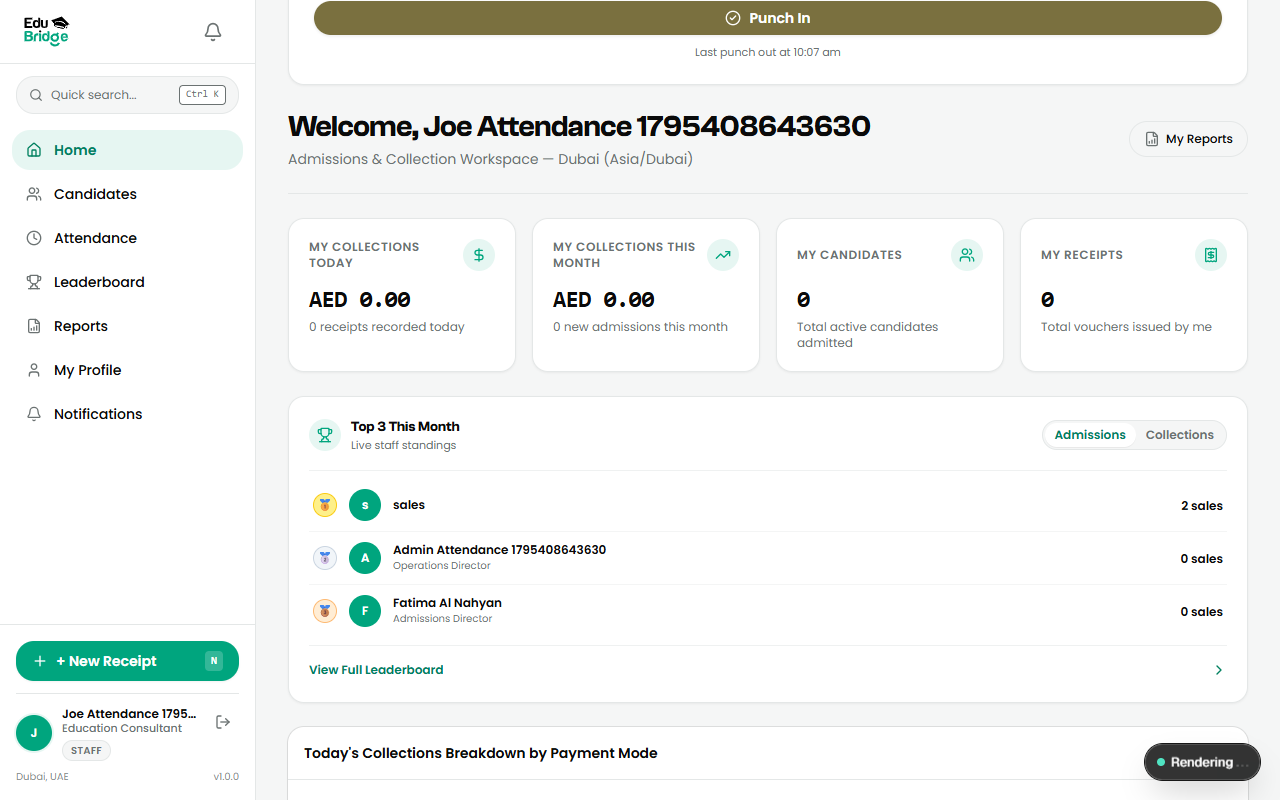 Edu
Bridge
Quick search...
Ctrl K
Home
Candidates
Attendance
Leaderboard
Reports
My Profile
Notifications
+ New Receipt
N
J
Joe Attendance 1795...
Education Consultant
STAFF
Dubai, UAE
v1.0.0
Punch In
Last punch out at 10:07 am
Welcome, Joe Attendance 1795408643630
Admissions & Collection Workspace — Dubai (Asia/Dubai)
My Reports
MY COLLECTIONS
TODAY
AED 0.00
0 receipts recorded today
MY COLLECTIONS THIS
MONTH
AED 0.00
0 new admissions this month
MY CANDIDATES
0
Total active candidates
admitted
MY RECEIPTS
0
Total vouchers issued by me
Top 3 This Month
Live staff standings
Admissions
Collections
s
sales
2 sales
A
Admin Attendance 1795408643630
Operations Director
0 sales
F
Fatima Al Nahyan
Admissions Director
0 sales
View Full Leaderboard
Today's Collections Breakdown by Payment Mode
Rendering...